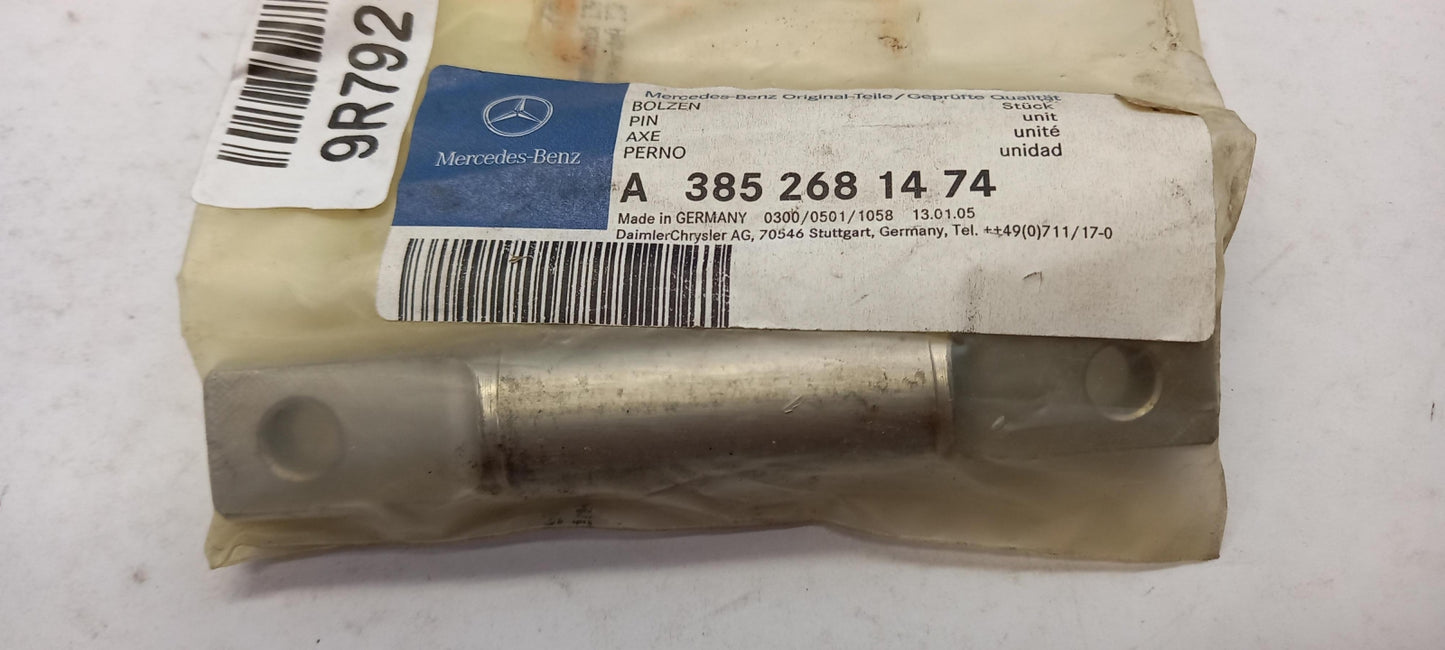 9R792
Mercedes-Benz
Mercedes-Benz Original-Teile/Geprüfte Qualität
BOLZEN Stück
PIN unit
AXE unité
PERNO unidad
A 385 268 14 74
Made in GERMANY 0300/0501/1058 13.01.05
DaimlerChrysler AG, 70546 Stuttgart, Germany, Tel. ++49(0)711/17-0